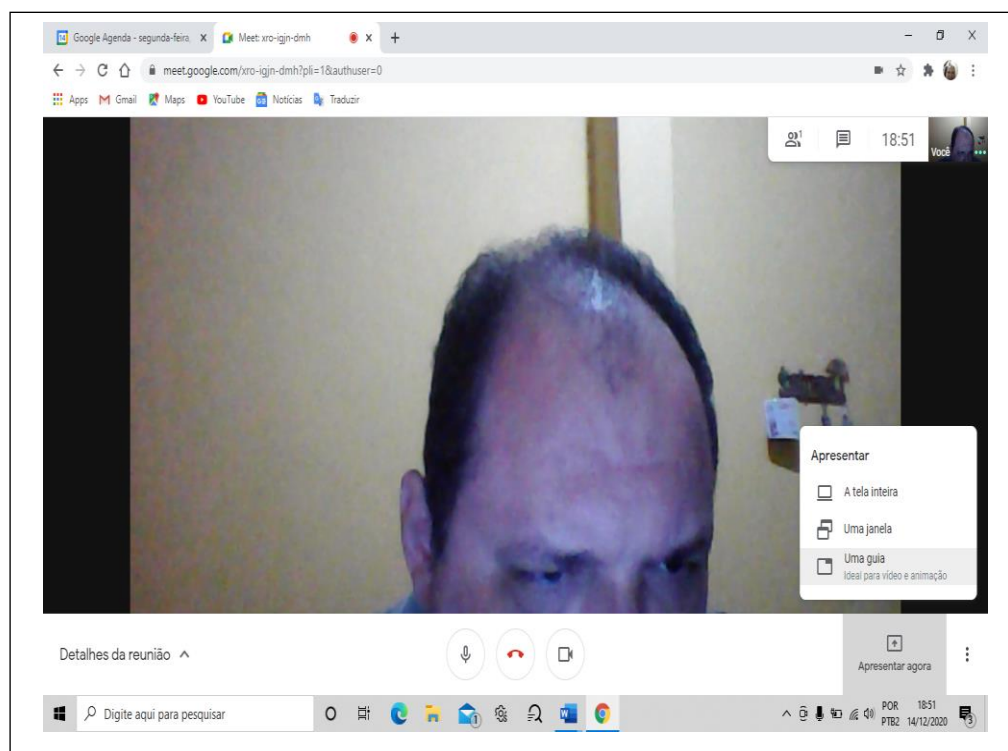 Google Agenda - segunda-feira,
Meet: xro-igjn-dmh
meet.google.com/xro-igjn-dmh?pli=1&authuser=0
Apps
Gmail
Maps
YouTube
Notícias
Traduzir
1
18:51
Você
Apresentar
A tela inteira
Uma janela
Uma guia
Ideal para vídeo e animação
Detalhes da reunião
Apresentar agora
Digite aqui para pesquisar
POR
PTB2
18:51
14/12/2020